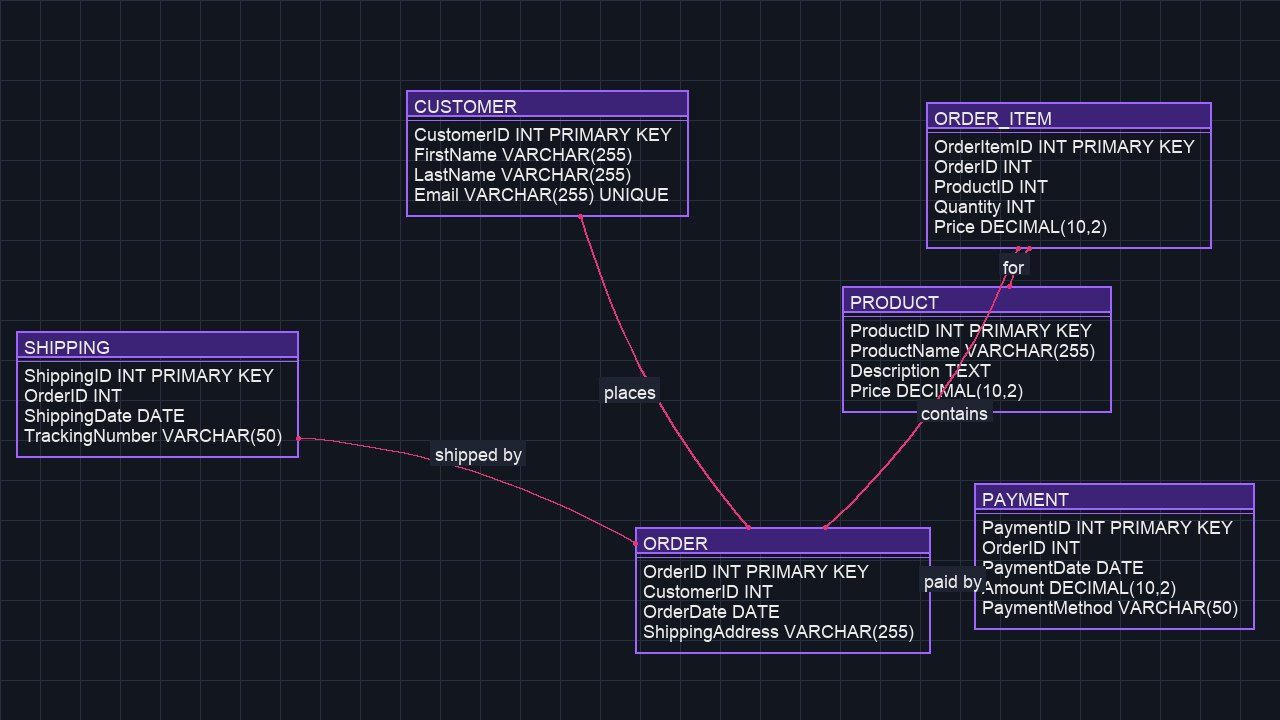 CUSTOMER
CustomerID INT PRIMARY KEY
FirstName VARCHAR(255)
LastName VARCHAR(255)
Email VARCHAR(255) UNIQUE
ORDER_ITEM
OrderItemID INT PRIMARY KEY
OrderID INT
ProductID INT
Quantity INT
Price DECIMAL(10,2)
for
PRODUCT
ProductID INT PRIMARY KEY
ProductName VARCHAR(255)
Description TEXT
Price DECIMAL(10,2)
contains
SHIPPING
ShippingID INT PRIMARY KEY
OrderID INT
ShippingDate DATE
TrackingNumber VARCHAR(50)
places
shipped by
ORDER
OrderID INT PRIMARY KEY
CustomerID INT
OrderDate DATE
ShippingAddress VARCHAR(255)
paid by
PAYMENT
PaymentID INT PRIMARY KEY
OrderID INT
PaymentDate DATE
Amount DECIMAL(10,2)
PaymentMethod VARCHAR(50)